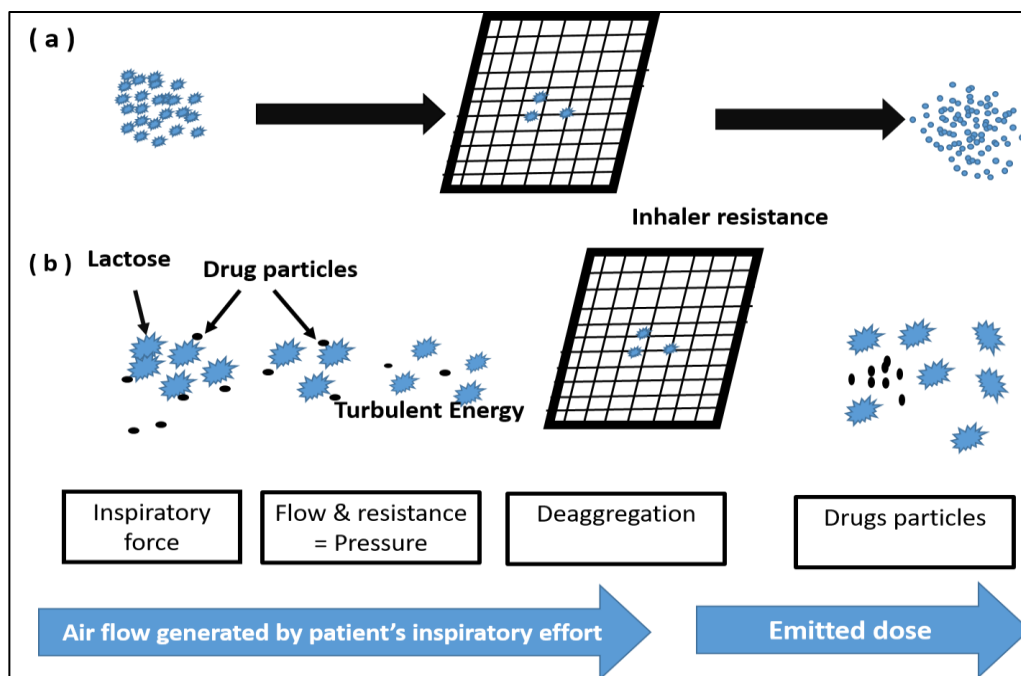 ( a )
Inhaler resistance
( b )
Lactose
Drug particles
Turbulent Energy
Inspiratory
force
Flow & resistance
= Pressure
Deaggregation
Drugs particles
Air flow generated by patient's inspiratory effort
Emitted dose